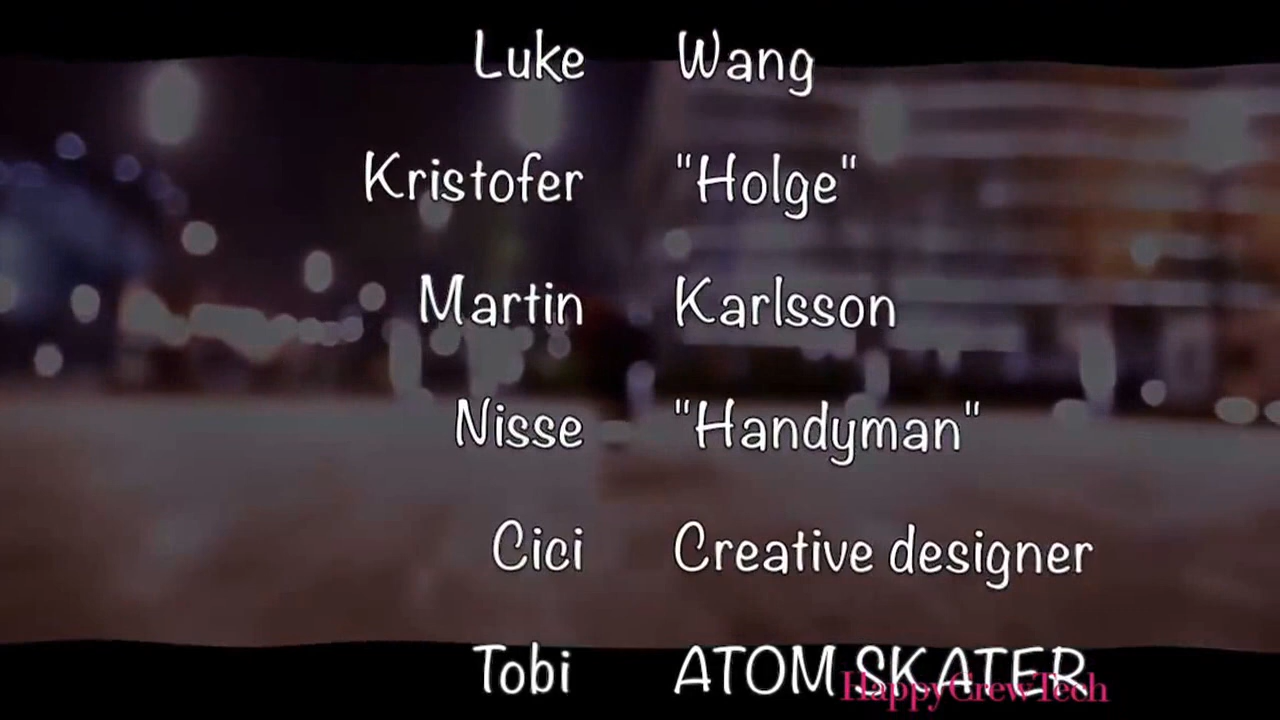 Luke Wang
Kristofer "Holge"
Martin Karlsson
Nisse "Handyman"
Cici Creative designer
Tobi ATOM SKATER
HappyCrewTech